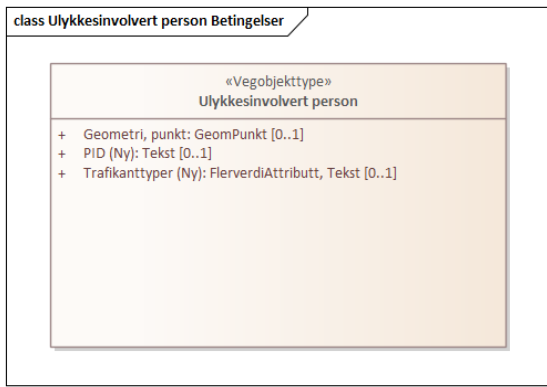 class Ulykkesinvolvert person Betingelser
«Vegobjekttype»
Ulykkesinvolvert person
+ Geometri, punkt: GeomPunkt [0..1]
+ PID (Ny): Tekst [0..1]
+ Trafikanttyper (Ny): FlerverdiAttributt, Tekst [0..1]